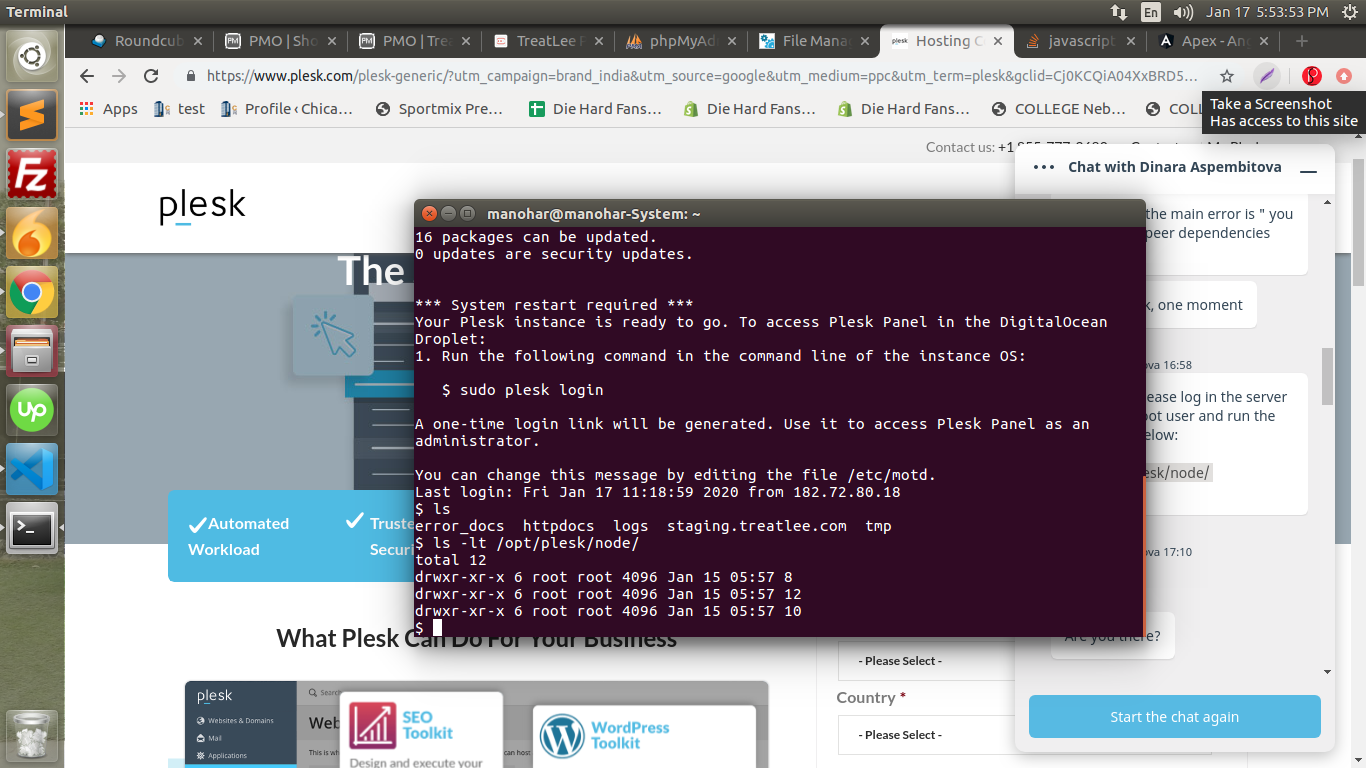 Terminal
En
Jan 17 5:53:53 PM
Roundcub
PMO | Sho
PMO | Tre
TreatLee P
phpMyAd
File Mana
plesk
Hosting C
javascript
Apex - An
https://www.plesk.com/plesk-generic/?utm_campaign=brand_india&utm_source=google&utm_medium=ppc&utm_term=plesk&gclid=Cj0KCQiA04XxBRD5...
Apps
test
Profile ‹ Chica...
Sportmix Pre...
Die Hard Fans...
Die Hard Fans...
Die Hard Fans...
COLLEGE Neb...
COL
Take a Screenshot
Has access to this site
Contact us:
Chat with Dinara Aspembitova
plesk
The
manohar@manohar-System: ~
16 packages can be updated.
0 updates are security updates.
*** System restart required ***
Your Plesk instance is ready to go. To access Plesk Panel in the DigitalOcean
Droplet:
1. Run the following command in the command line of the instance OS:
$ sudo plesk login
A one-time login link will be generated. Use it to access Plesk Panel as an
administrator.
You can change this message by editing the file /etc/motd.
Last login: Fri Jan 17 11:18:59 2020 from 182.72.80.18
$ ls
error_docs httpdocs logs staging.treatlee.com tmp
$ ls -lt /opt/plesk/node/
total 12
drwxr-xr-x 6 root root 4096 Jan 15 05:57 8
drwxr-xr-x 6 root root 4096 Jan 15 05:57 12
drwxr-xr-x 6 root root 4096 Jan 15 05:57 10
$
the main error is " you
peer dependencies
k, one moment
ova 16:58
ease log in the server
ot user and run the
elow:
esk/node/
ova 17:10
Are you there?
Start the chat again
Automated
Workload
Truste
Securi
What Plesk Can Do For Your Business
- Please Select -
Country *
- Please Select -
plesk
Websites & Domains
Mail
Applications
Searc
Web
This is wh
can host
SEO
Toolkit
Design and execute your
WordPress
Toolkit
Up
Fz